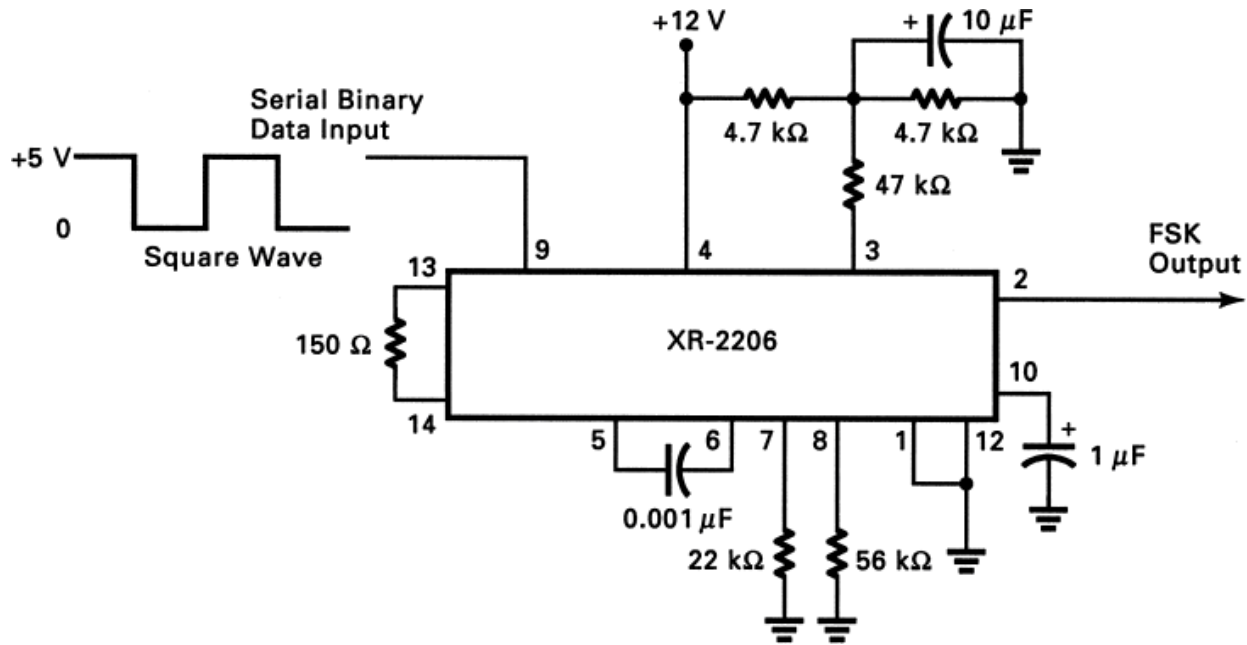 +12 V
+
10 μF
Serial Binary
Data Input
4.7 kΩ
4.7 kΩ
+5 V
47 kΩ
0
Square Wave
9
4
3
FSK
Output
13
2
150 Ω
XR-2206
10
14
5
6
7
8
1
12
+
1 μF
0.001 μF
22 kΩ
56 kΩ